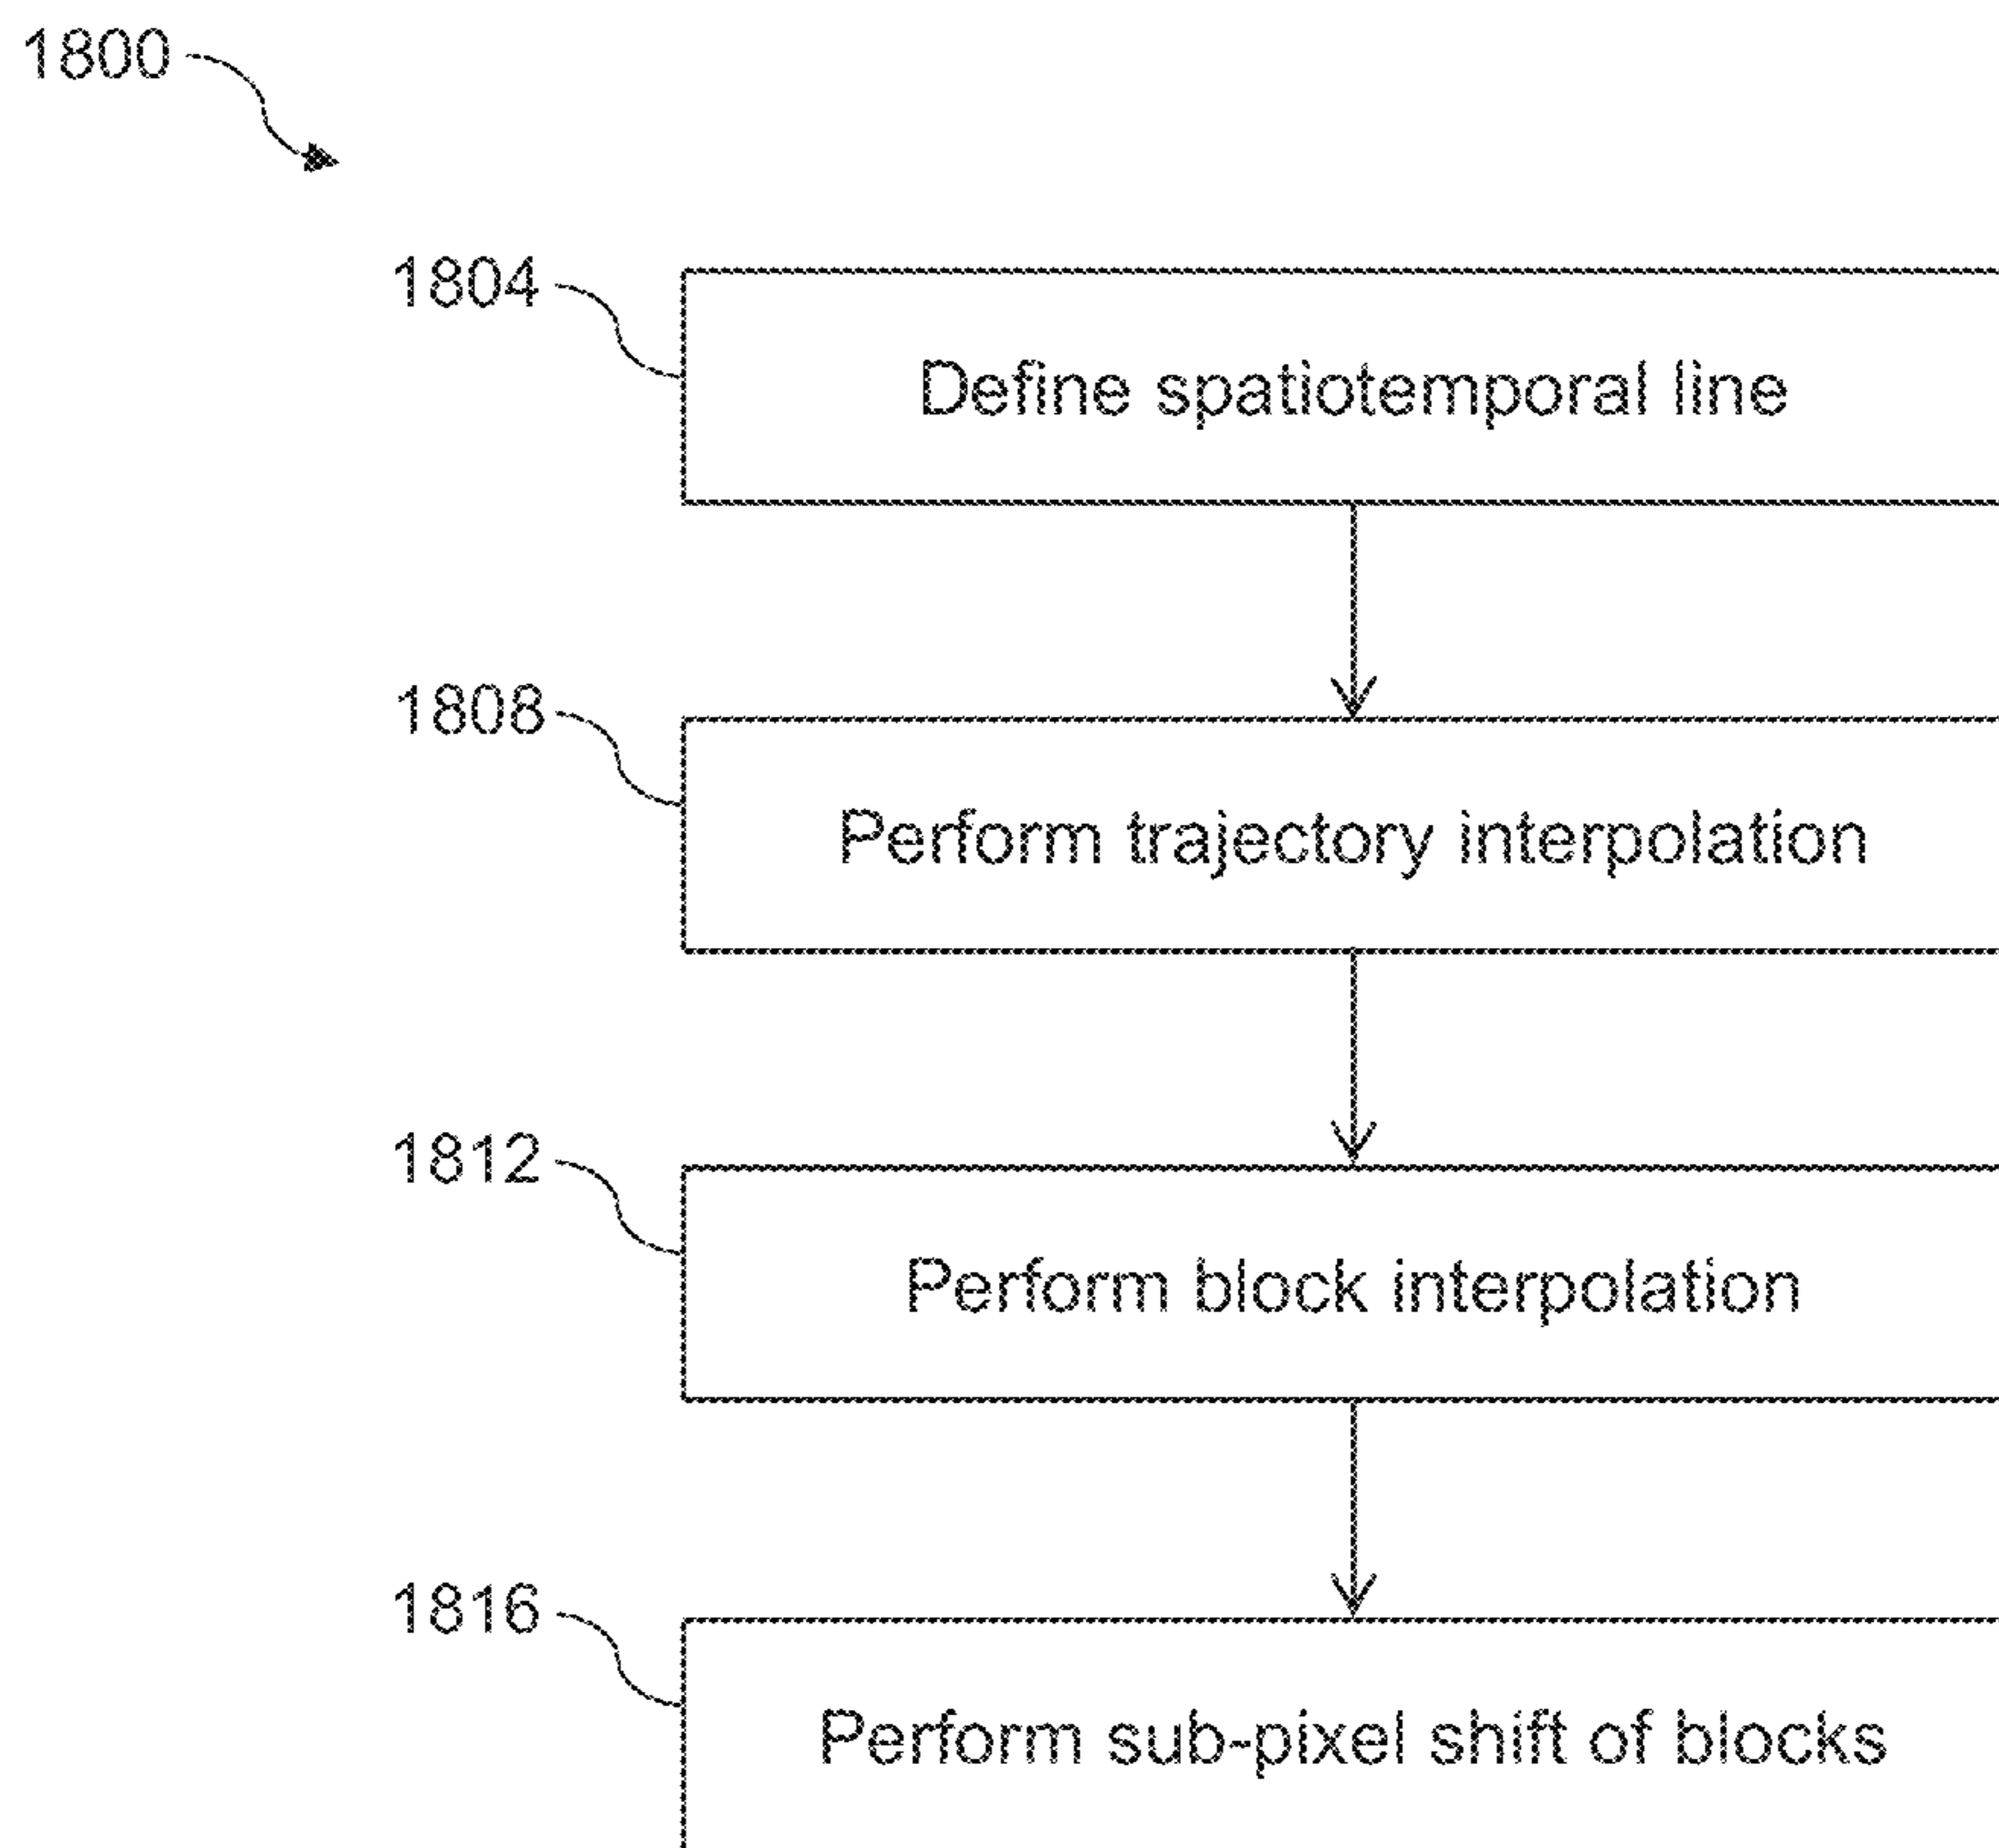 1800
1804
Define spatiotemporal line
1808
Perform trajectory interpolation
1812
Perform block interpolation
1816
Perform sub-pixel shift of blocks